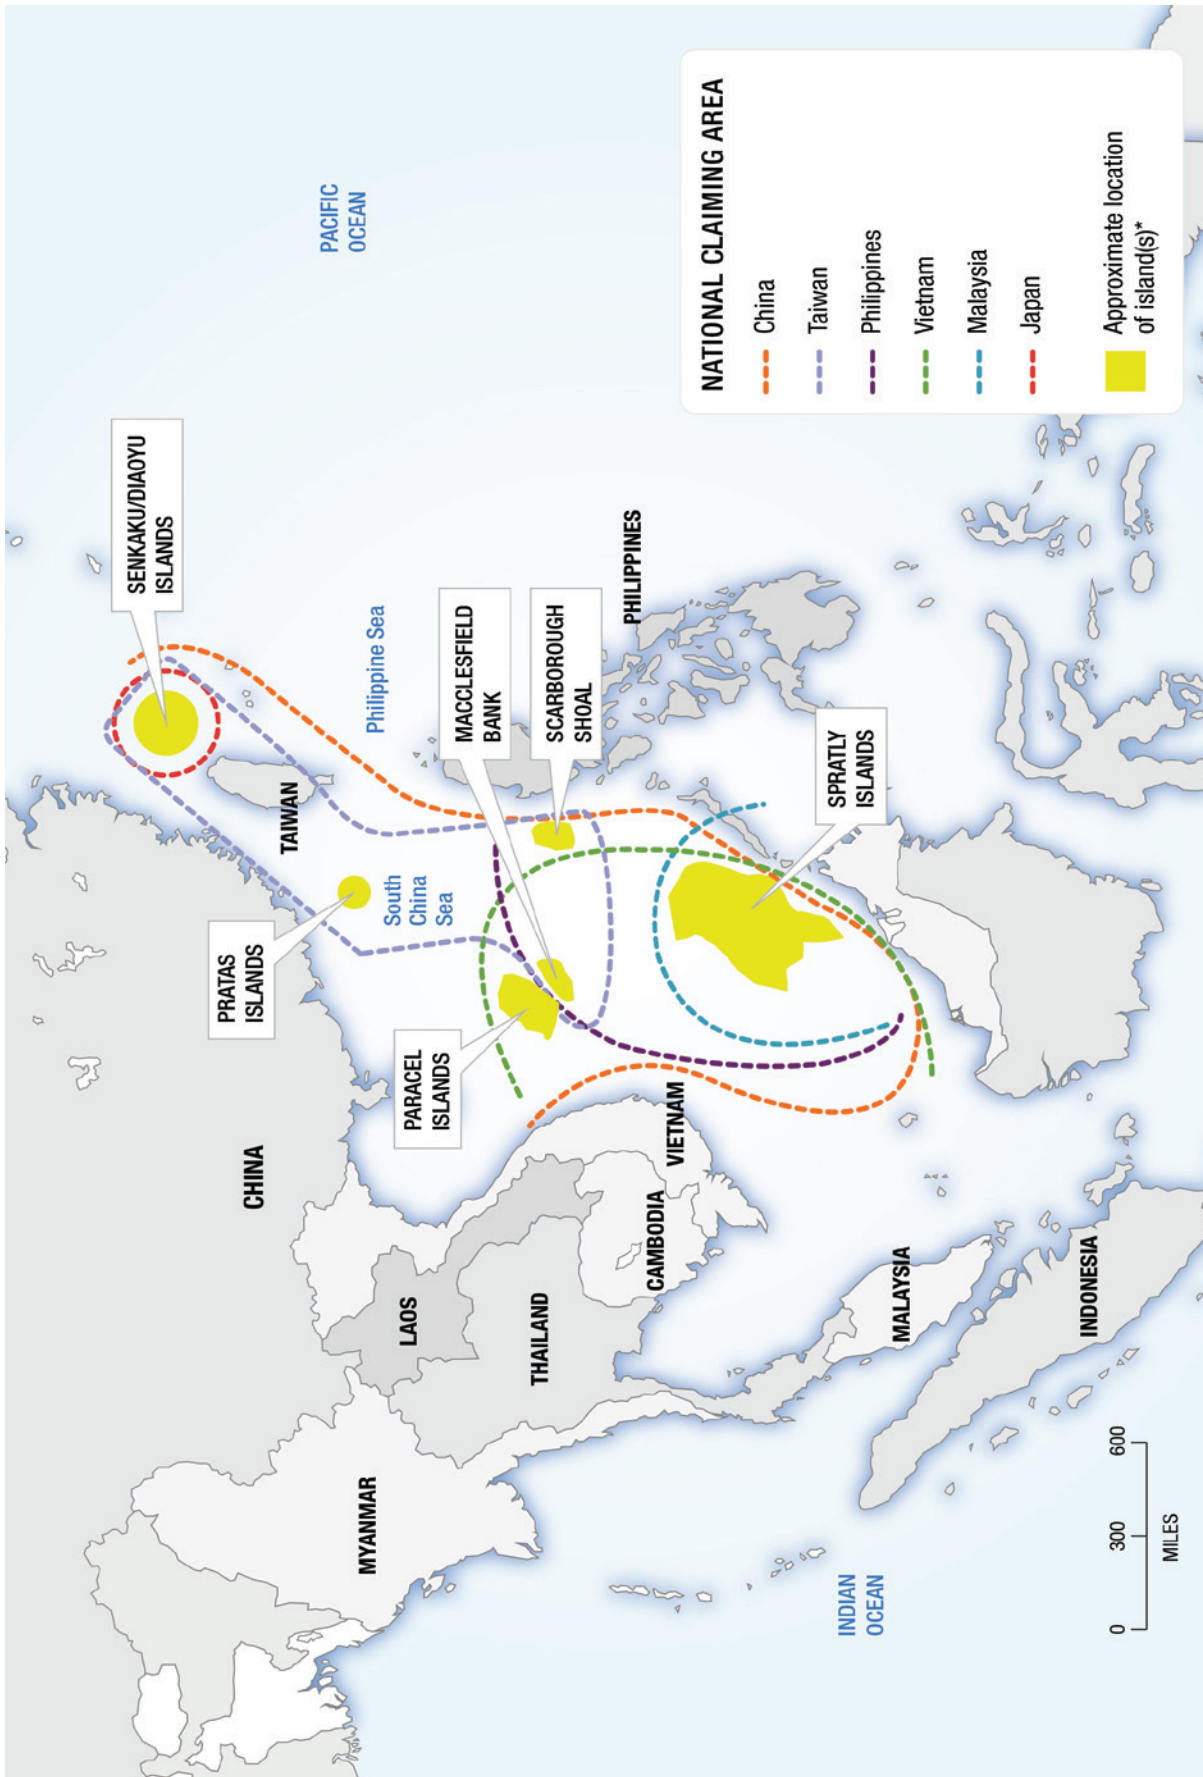 SENKAKU/DIAOYU
ISLANDS
PACIFIC
OCEAN
TAIWAN
Philippine Sea
PRATAS
ISLANDS
South
China
Sea
CHINA
PARACEL
ISLANDS
MACCLESFIELD
BANK
SCARBOROUGH
SHOAL
PHILIPPINES
MYANMAR
LAOS
THAILAND
CAMBODIA
VIETNAM
SPRATLY
ISLANDS
MALAYSIA
INDONESIA
INDIAN
OCEAN
0 300 600
MILES
NATIONAL CLAIMING AREA
China
Taiwan
Philippines
Vietnam
Malaysia
Japan
Approximate location
of island(s)*